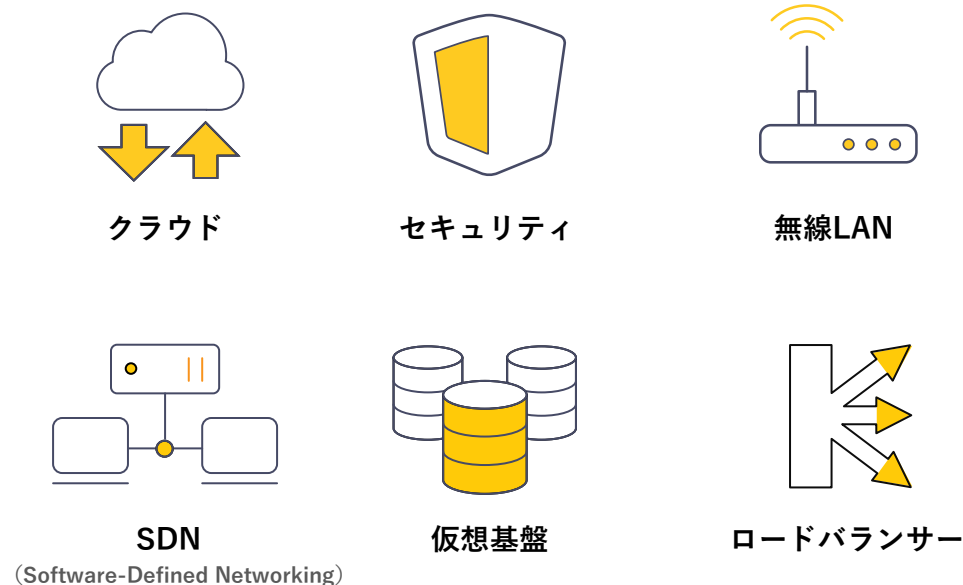 クラウド
セキュリティ
無線LAN
SDN
（Software-Defined Networking）
仮想基盤
ロードバランサー